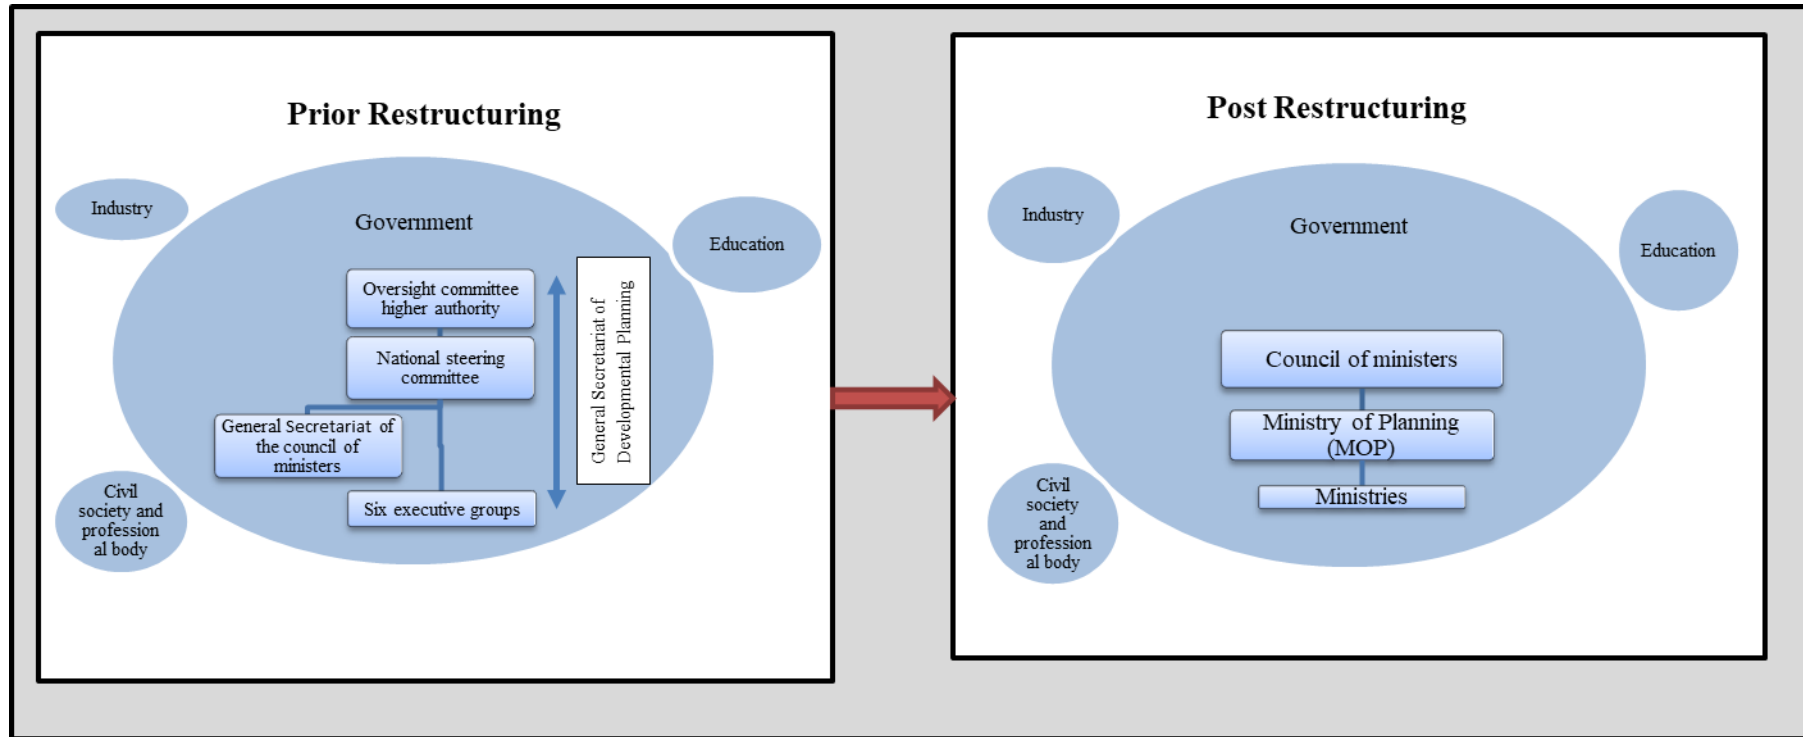 Prior Restructuring
Industry
Government
Education
Oversight committee
higher authority
National steering
committee
General Secretariat of
the council of
ministers
Six executive groups
General Secretariat of
Developmental Planning
Civil
society and
profession
al body
Post Restructuring
Industry
Government
Education
Council of ministers
Ministry of Planning
(MOP)
Ministries
Civil
society
and
profession
al body